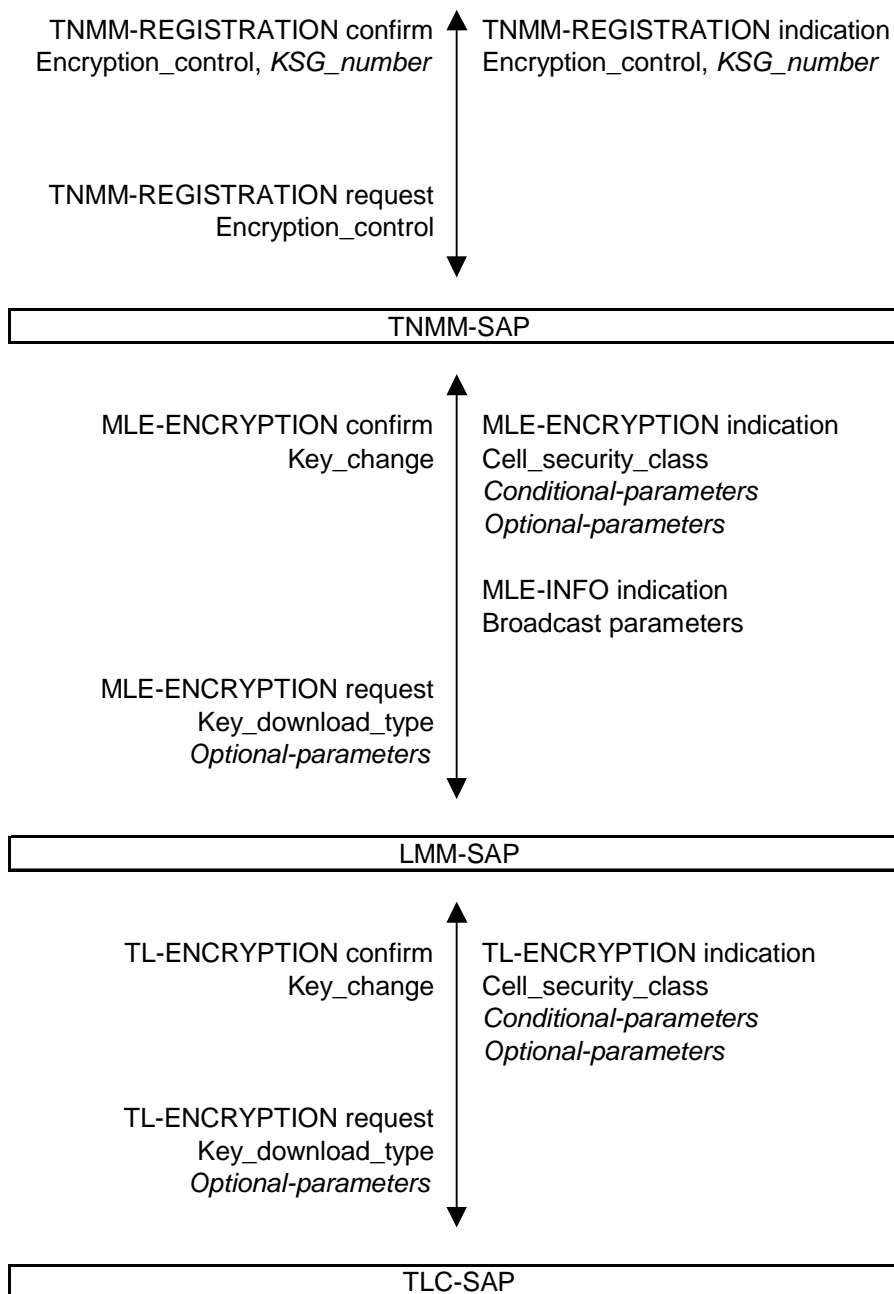 TNMM-REGISTRATION confirm
Encryption_control, KSG_number
TNMM-REGISTRATION indication
Encryption_control, KSG_number
TNMM-REGISTRATION request
Encryption_control
TNMM-SAP
MLE-ENCRYPTION confirm
Key_change
MLE-ENCRYPTION indication
Cell_security_class
Conditional-parameters
Optional-parameters
MLE-INFO indication
Broadcast parameters
MLE-ENCRYPTION request
Key_download_type
Optional-parameters
LMM-SAP
TL-ENCRYPTION confirm
Key_change
TL-ENCRYPTION indication
Cell_security_class
Conditional-parameters
Optional-parameters
TL-ENCRYPTION request
Key_download_type
Optional-parameters
TLC-SAP